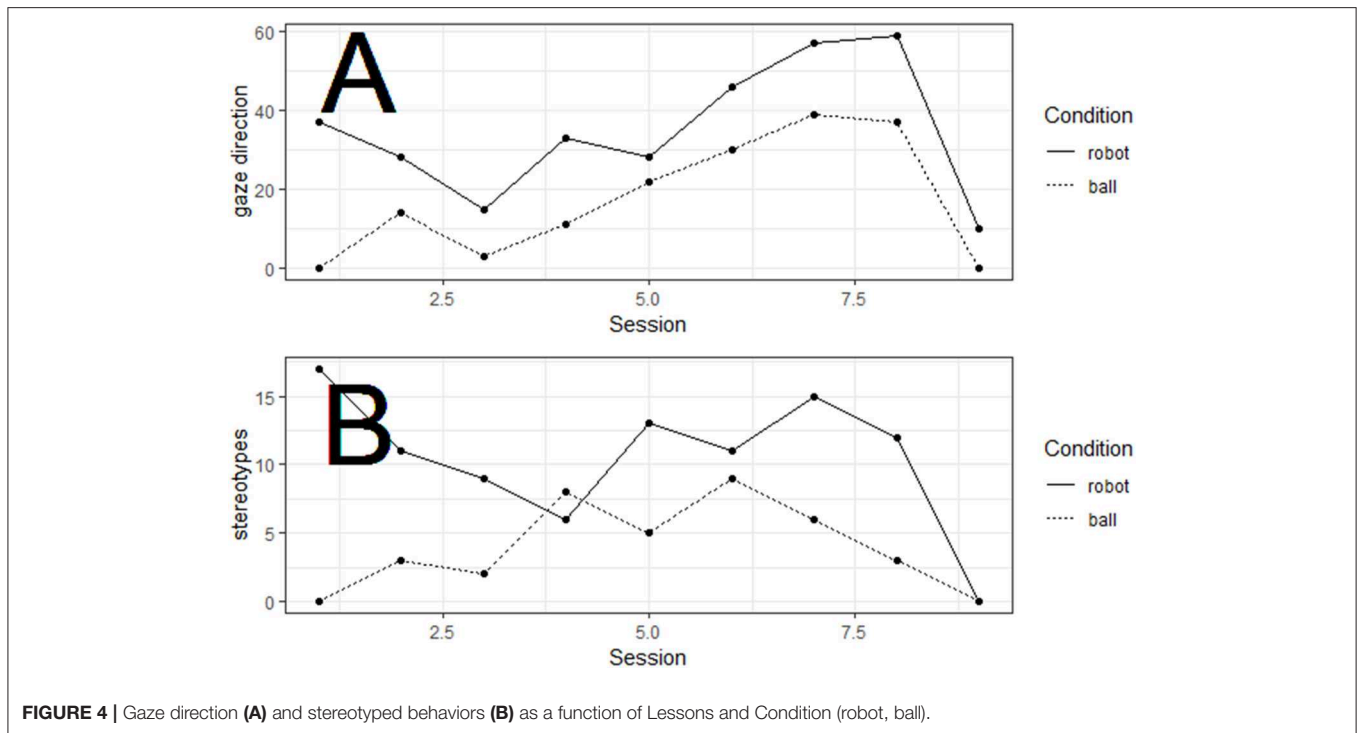 60
40
20
0
gaze direction
A
2.5 5.0 7.5
Session
Condition
robot
ball
15
10
5
0
stereotypes
B
2.5 5.0 7.5
Session
Condition
robot
ball
FIGURE 4 | Gaze direction (A) and stereotyped behaviors (B) as a function of Lessons and Condition (robot, ball).